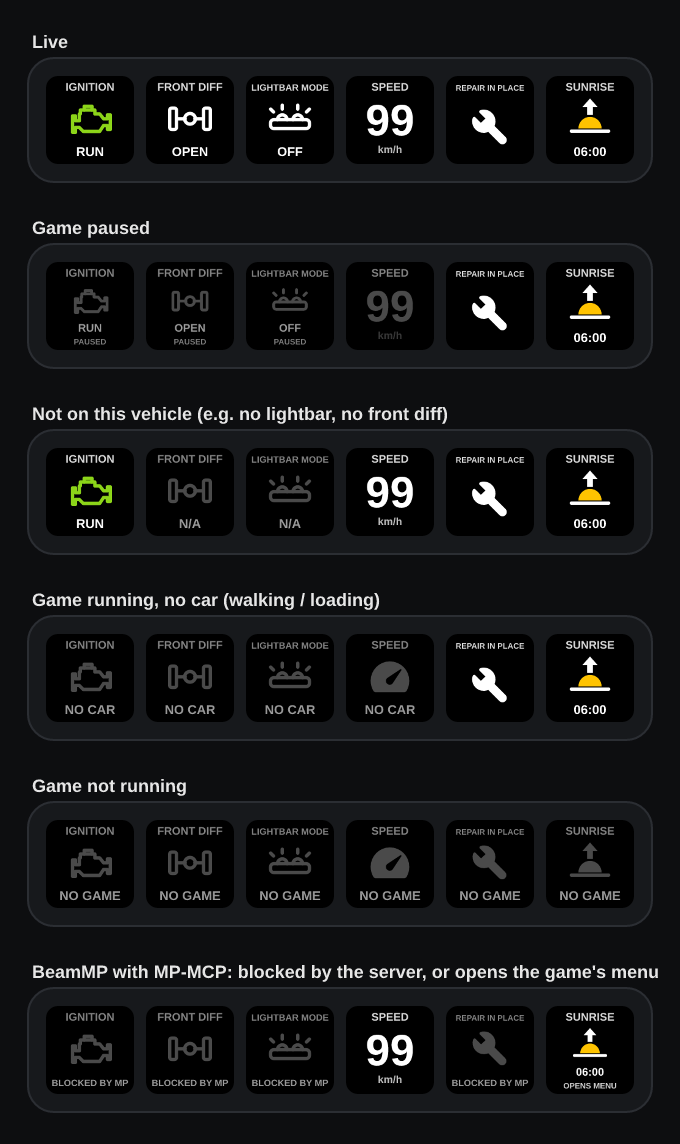 Live
IGNITION FRONT DIFF LIGHTBAR MODE SPEED REPAIR IN PLACE SUNRISE
99
RUN OPEN OFF km/h 06:00
Game paused
IGNITION FRONT DIFF LIGHTBAR MODE SPEED REPAIR IN PLACE SUNRISE
99
RUN OPEN OFF km/h 06:00
PAUSED PAUSED PAUSED
Not on this vehicle (e.g. no lightbar, no front diff)
IGNITION FRONT DIFF LIGHTBAR MODE SPEED REPAIR IN PLACE SUNRISE
99
RUN N/A N/A km/h 06:00
Game running, no car (walking / loading)
IGNITION FRONT DIFF LIGHTBAR MODE SPEED REPAIR IN PLACE SUNRISE
NO CAR NO CAR NO CAR NO CAR 06:00
Game not running
IGNITION FRONT DIFF LIGHTBAR MODE SPEED REPAIR IN PLACE SUNRISE
NO GAME NO GAME NO GAME NO GAME NO GAME NO GAME
BeamMP with MP-MCP: blocked by the server, or opens the game's menu
IGNITION FRONT DIFF LIGHTBAR MODE SPEED REPAIR IN PLACE SUNRISE
99
km/h 06:00
BLOCKED BY MP BLOCKED BY MP BLOCKED BY MP BLOCKED BY MP OPENS MENU